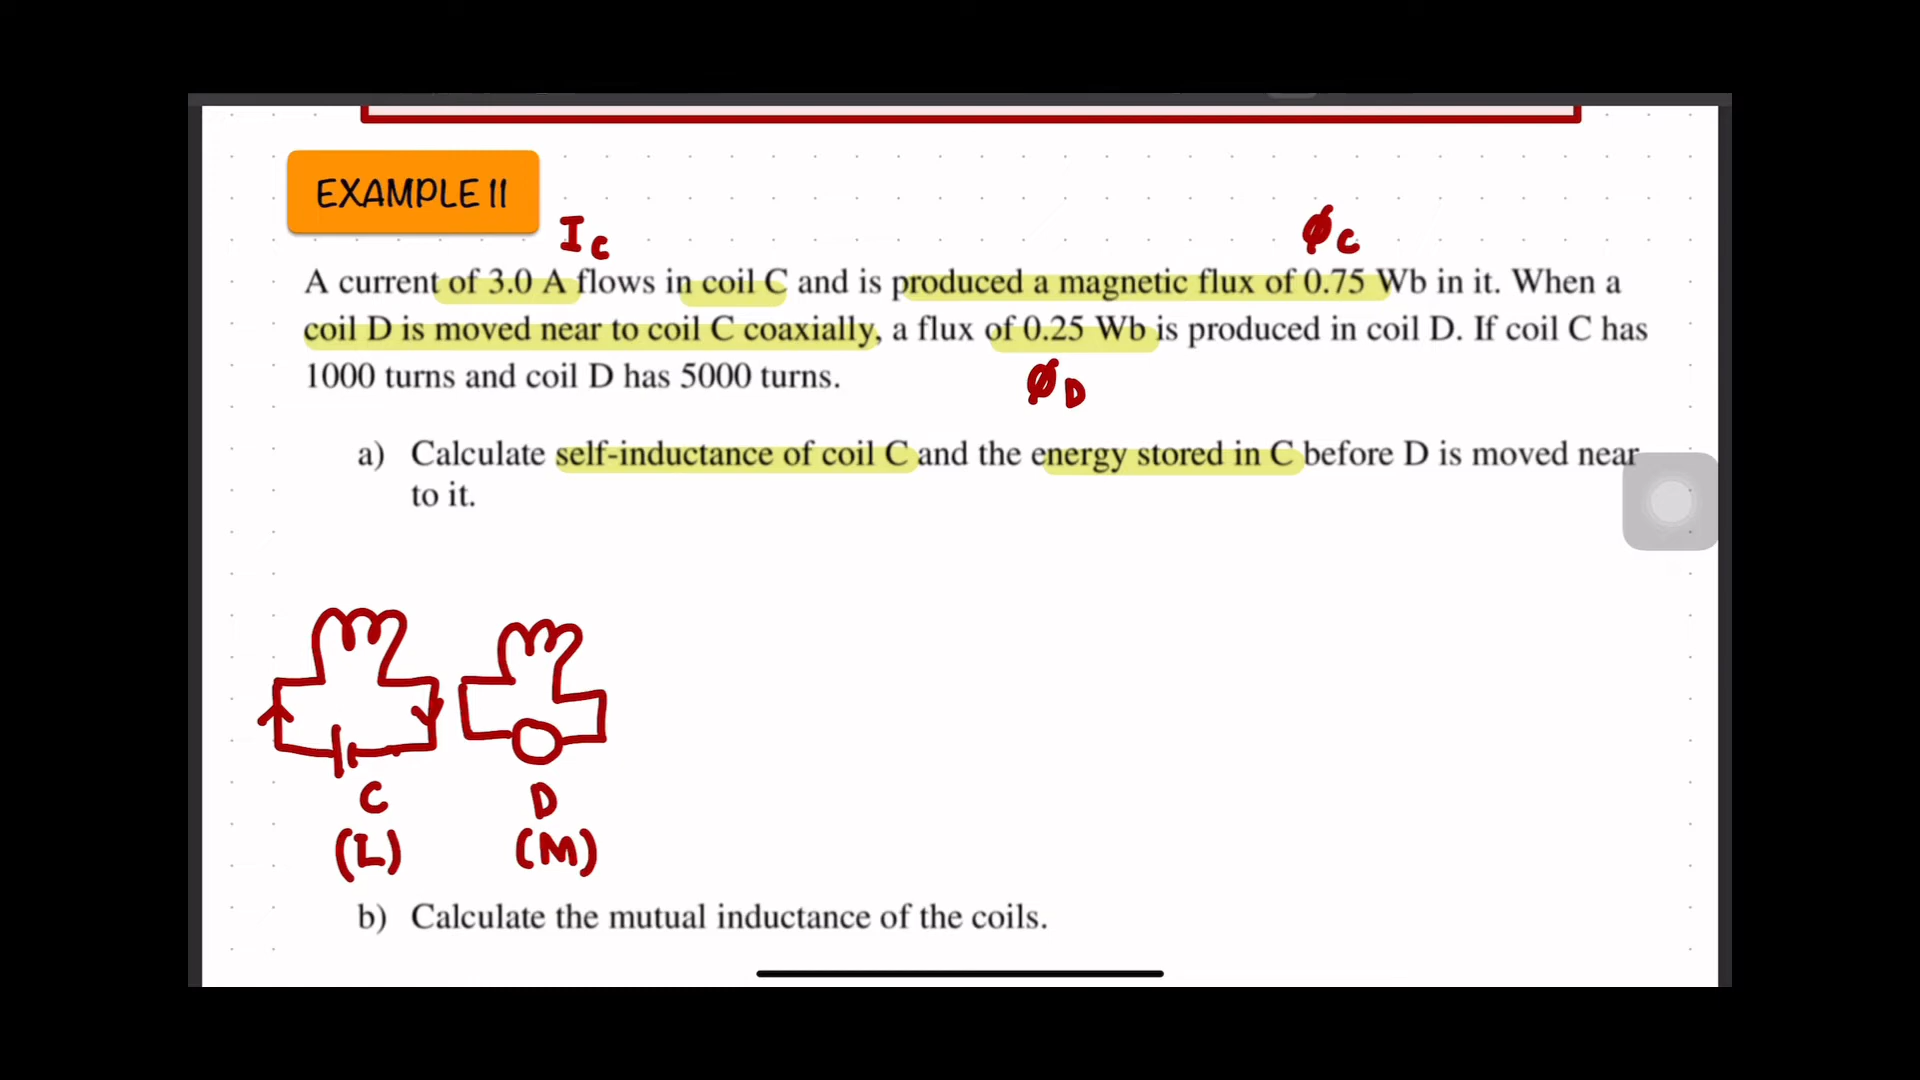 EXAMPLE 11
I C
ϕ C
A current of 3.0 A flows in coil C and is produced a magnetic flux of 0.75 Wb in it. When a
coil D is moved near to coil C coaxially, a flux of 0.25 Wb is produced in coil D. If coil C has
1000 turns and coil D has 5000 turns.
ϕ D
a) Calculate self-inductance of coil C and the energy stored in C before D is moved near
to it.
C D
(L) (M)
b) Calculate the mutual inductance of the coils.